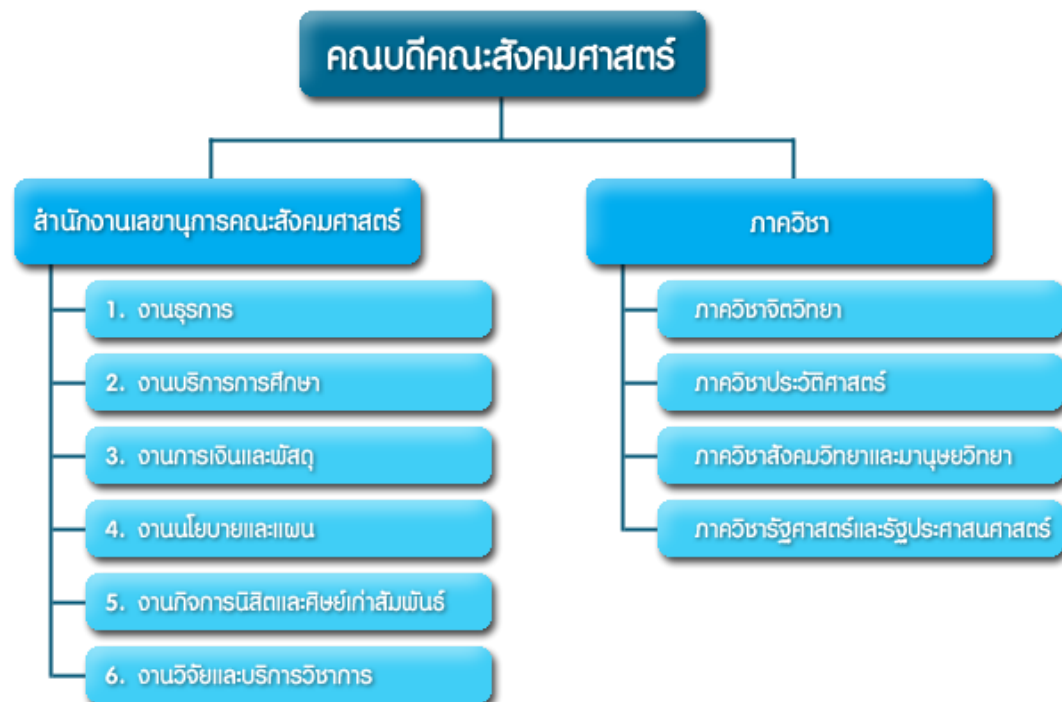 คณบดีคณะสังคมศาสตร์
สำนักงานเลขานุการคณะสังคมศาสตร์
1. งานธุรการ
2. งานบริการการศึกษา
3. งานการเงินและพัสดุ
4. งานนโยบายและแผน
5. งานกิจการนิสิตและศิษย์เก่าสัมพันธ์
6. งานวิจัยและบริการวิชาการ
ภาควิชา
ภาควิชาจิตวิทยา
ภาควิชาประวัติศาสตร์
ภาควิชาสังคมวิทยาและมานุษยวิทยา
ภาควิชารัฐศาสตร์และรัฐประศาสนศาสตร์